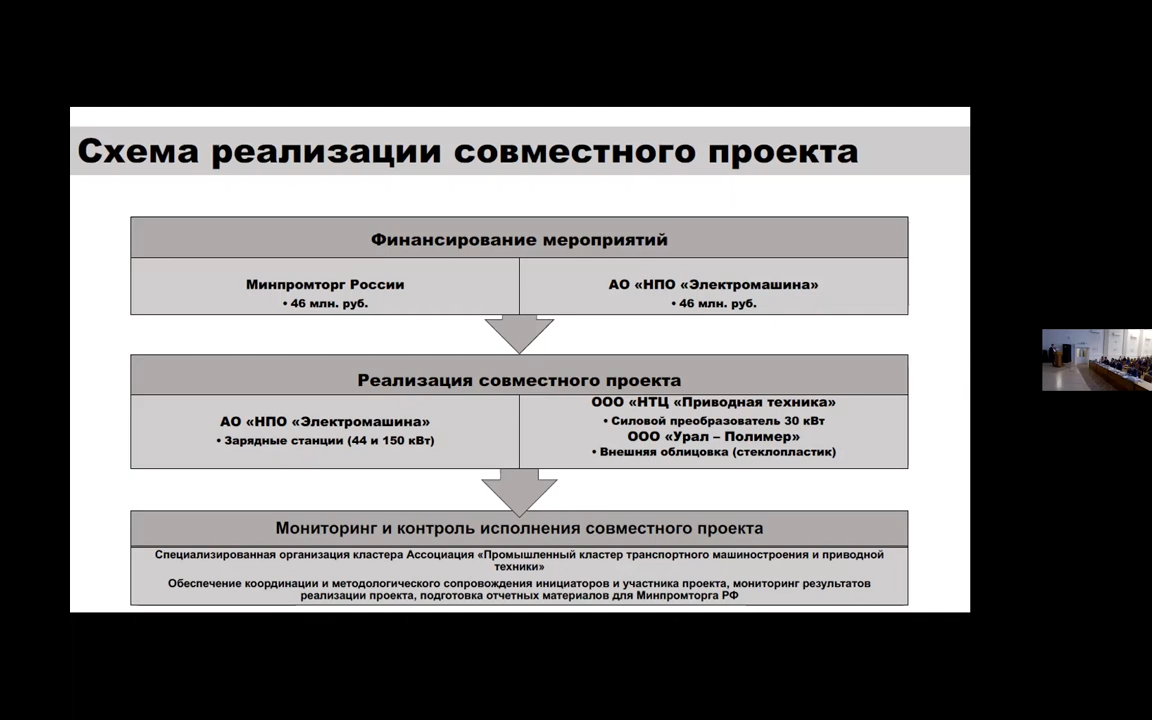 Схема реализации совместного проекта
Финансирование мероприятий
Минпромторг России
• 46 млн. руб.
АО «НПО «Электромашина»
• 46 млн. руб.
Реализация совместного проекта
АО «НПО «Электромашина»
• Зарядные станции (44 и 150 кВт)
ООО «НТЦ «Приводная техника»
• Силовой преобразователь 30 кВт
ООО «Урал – Полимер»
• Внешняя облицовка (стеклопластик)
Мониторинг и контроль исполнения совместного проекта
Специализированная организация кластера Ассоциация «Промышленный кластер транспортного машиностроения и приводной
техники»
Обеспечение координации и методологического сопровождения инициаторов и участника проекта, мониторинг результатов
реализации проекта, подготовка отчетных материалов для Минпромторга РФ